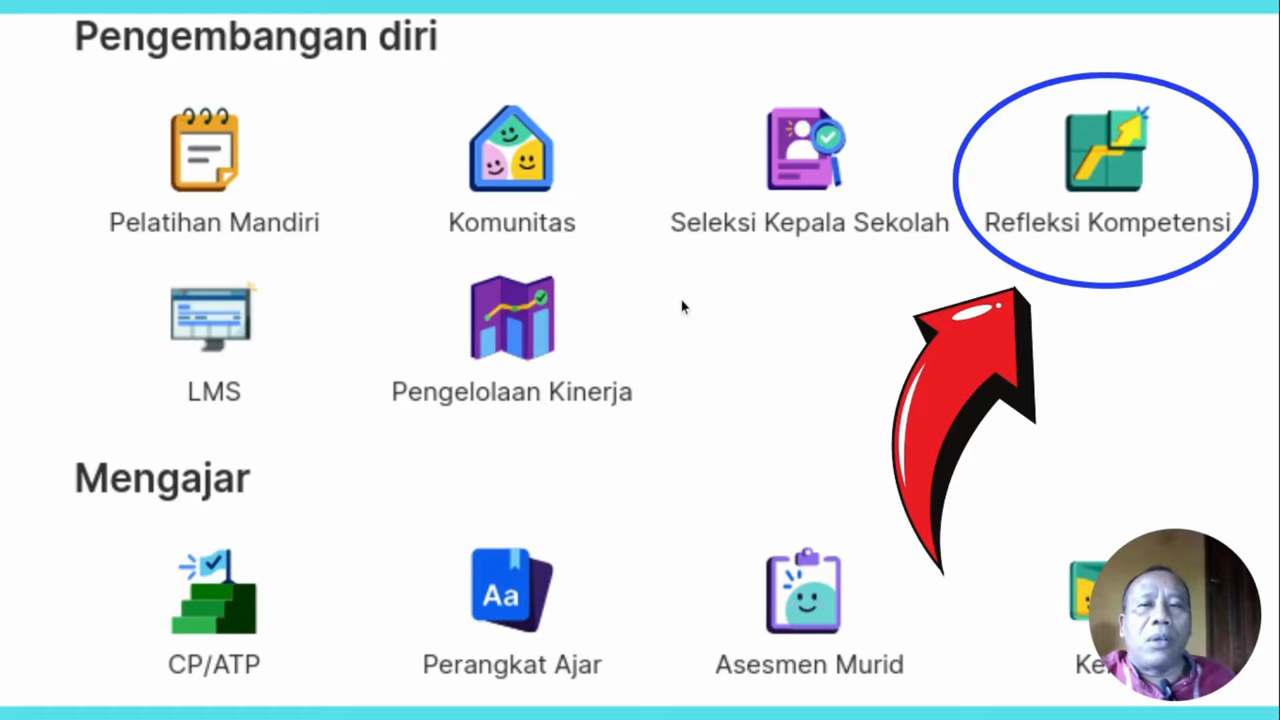 Pengembangan diri
Pelatihan Mandiri
Komunitas
Seleksi Kepala Sekolah
Refleksi Kompetensi
LMS
Pengelolaan Kinerja
Mengajar
Aa
CP/ATP
Perangkat Ajar
Asesmen Murid